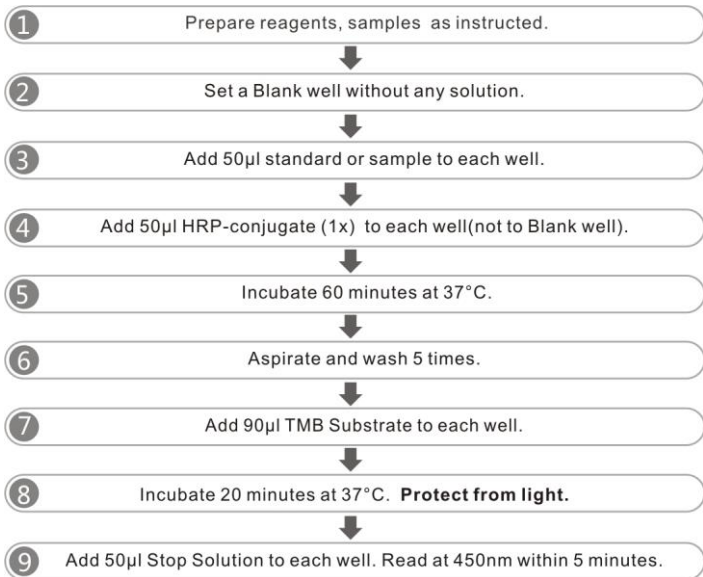 1 Prepare reagents, samples as instructed.
2 Set a Blank well without any solution.
3 Add 50μl standard or sample to each well.
4 Add 50μl HRP-conjugate (1x) to each well(not to Blank well).
5 Incubate 60 minutes at 37°C.
6 Aspirate and wash 5 times.
7 Add 90μl TMB Substrate to each well.
8 Incubate 20 minutes at 37°C. Protect from light.
9 Add 50μl Stop Solution to each well. Read at 450nm within 5 minutes.